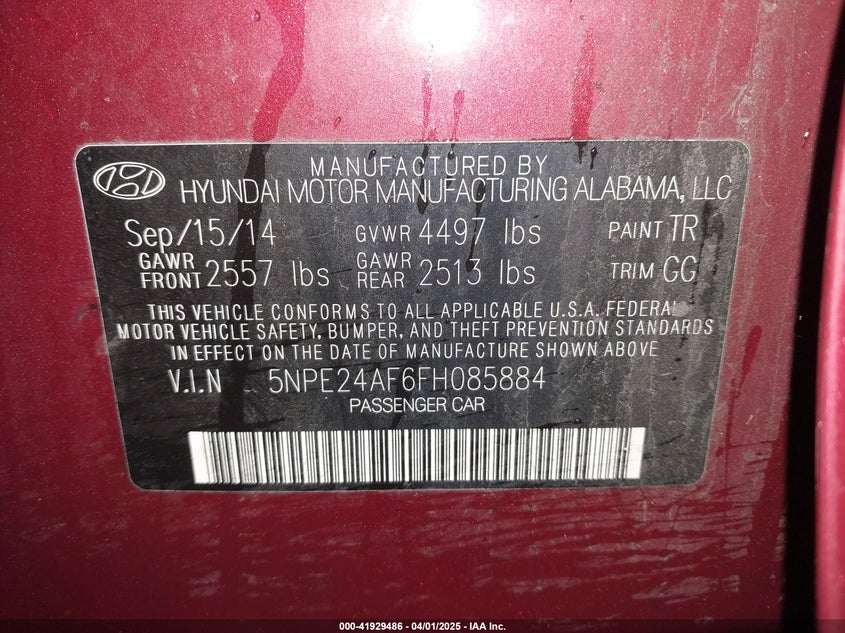 MANUFACTURED BY
HYUNDAI MOTOR MANUFACTURING ALABAMA, LLC
Sep/15/14 GVWR 4497 lbs PAINT TR
GAWR FRONT 2557 lbs GAWR REAR 2513 lbs TRIM GG
THIS VEHICLE CONFORMS TO ALL APPLICABLE U.S.A. FEDERAL
MOTOR VEHICLE SAFETY, BUMPER, AND THEFT PREVENTION STANDARDS
IN EFFECT ON THE DATE OF MANUFACTURE SHOWN ABOVE
V.I.N 5NPE24AF6FH085884
PASSENGER CAR
000-41929486 - 04/01/2025 - IAA Inc.